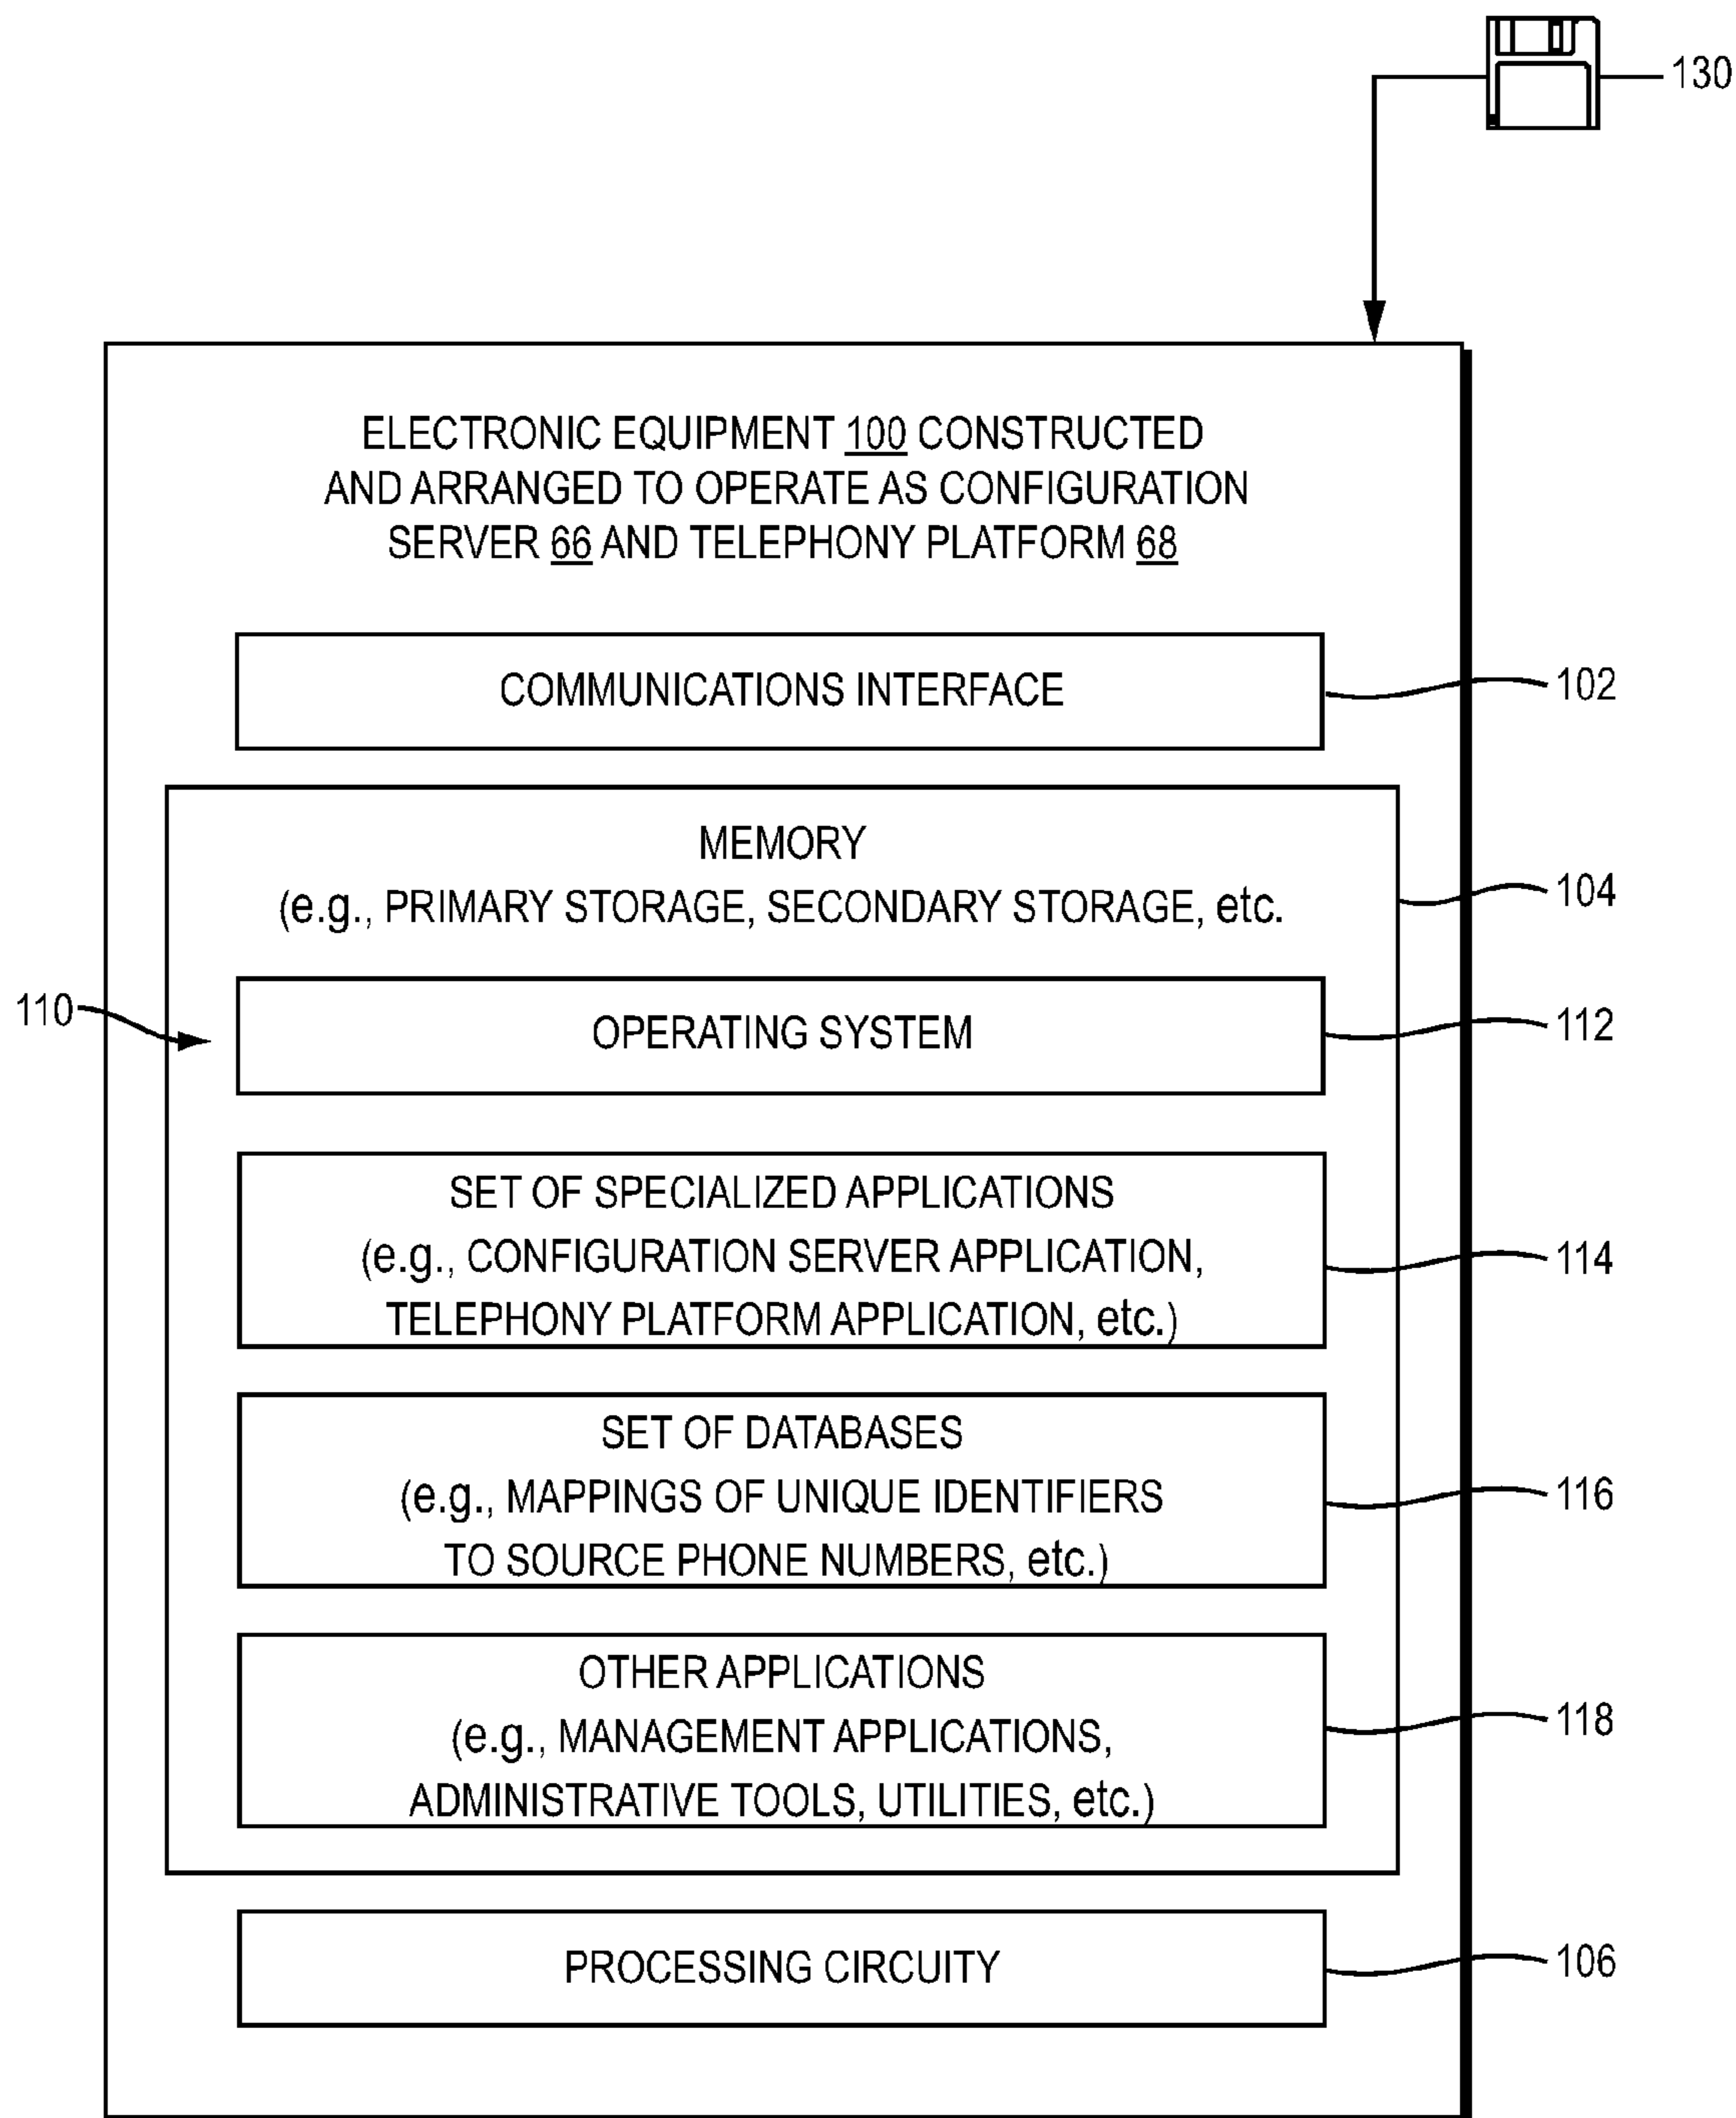 130
ELECTRONIC EQUIPMENT 100 CONSTRUCTED
AND ARRANGED TO OPERATE AS CONFIGURATION
SERVER 66 AND TELEPHONY PLATFORM 68
COMMUNICATIONS INTERFACE
102
MEMORY
(e.g., PRIMARY STORAGE, SECONDARY STORAGE, etc.
104
110
OPERATING SYSTEM
112
SET OF SPECIALIZED APPLICATIONS
(e.g., CONFIGURATION SERVER APPLICATION,
TELEPHONY PLATFORM APPLICATION, etc.)
114
SET OF DATABASES
(e.g., MAPPINGS OF UNIQUE IDENTIFIERS
TO SOURCE PHONE NUMBERS, etc.)
116
OTHER APPLICATIONS
(e.g., MANAGEMENT APPLICATIONS,
ADMINISTRATIVE TOOLS, UTILITIES, etc.)
118
PROCESSING CIRCUITY
106